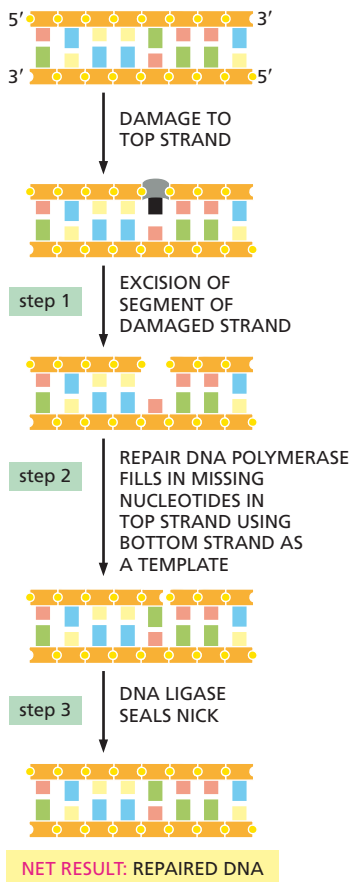 5′ 3′
3′ 5′
DAMAGE TO
TOP STRAND
step 1
EXCISION OF
SEGMENT OF
DAMAGED STRAND
step 2
REPAIR DNA POLYMERASE
FILLS IN MISSING
NUCLEOTIDES IN
TOP STRAND USING
BOTTOM STRAND AS
A TEMPLATE
step 3
DNA LIGASE
SEALS NICK
NET RESULT: REPAIRED DNA